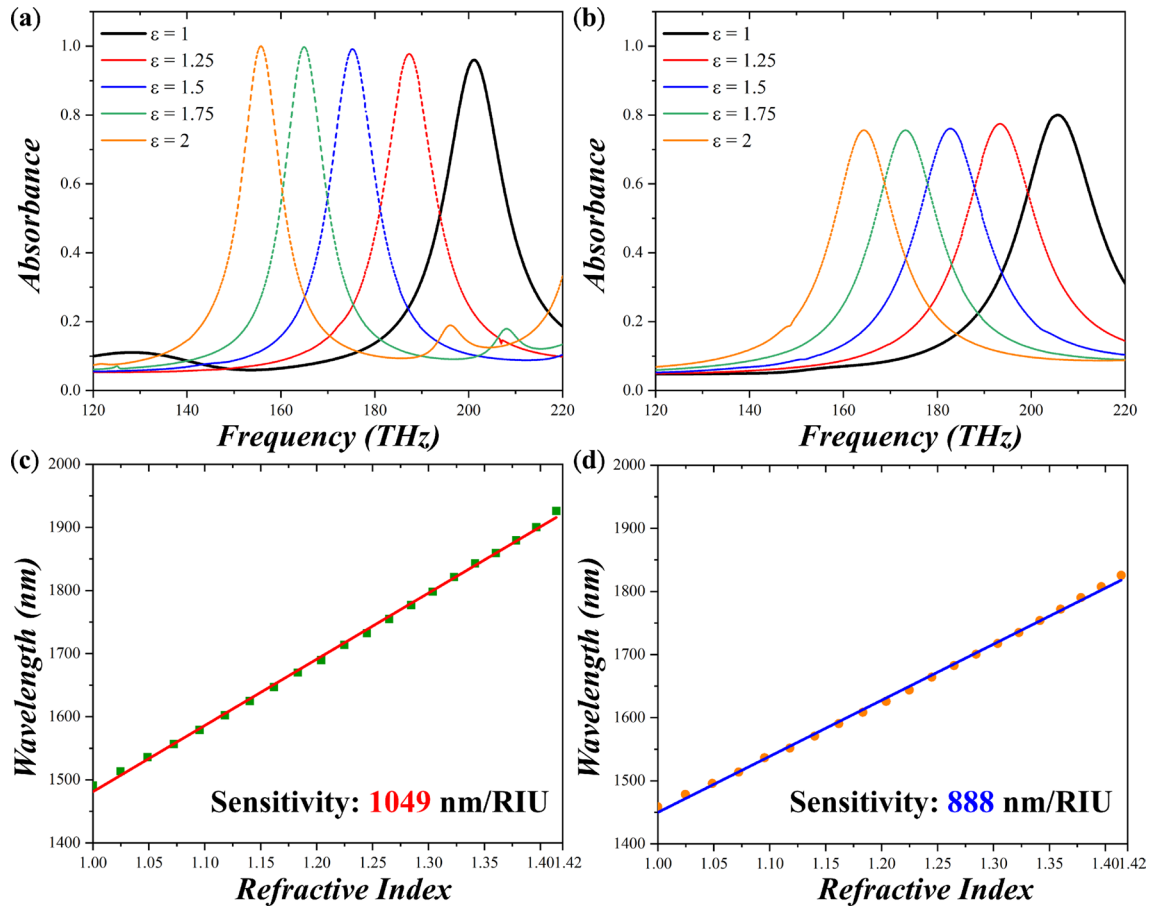 (a)
ε = 1
ε = 1.25
ε = 1.5
ε = 1.75
ε = 2
1.0
0.8
0.6
0.4
0.2
0.0
Absorbance
120 140 160 180 200 220
Frequency (THz)
(b)
ε = 1
ε = 1.25
ε = 1.5
ε = 1.75
ε = 2
1.0
0.8
0.6
0.4
0.2
0.0
Absorbance
120 140 160 180 200 220
Frequency (THz)
(c)
2000
1900
1800
1700
1600
1500
1400
Wavelength (nm)
Sensitivity: 1049 nm/RIU
1.00 1.05 1.10 1.15 1.20 1.25 1.30 1.35 1.401.42
Refractive Index
(d)
2000
1900
1800
1700
1600
1500
1400
Wavelength (nm)
Sensitivity: 888 nm/RIU
1.00 1.05 1.10 1.15 1.20 1.25 1.30 1.35 1.401.42
Refractive Index